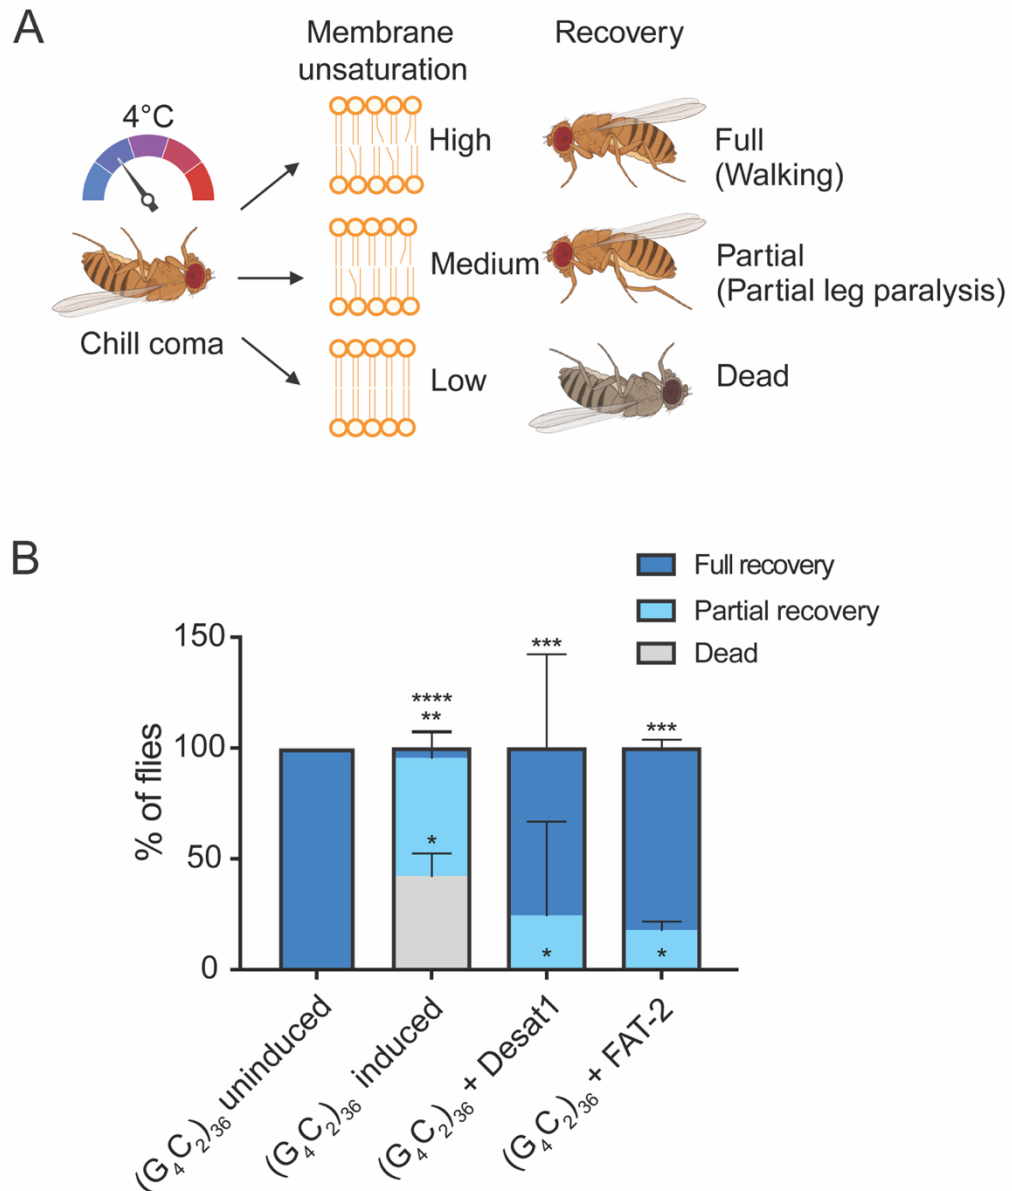 A
Membrane
unsaturation
Recovery
4°C
High
Full
(Walking)
Medium
Partial
(Partial leg paralysis)
Chill coma
Low
Dead
B
Full recovery
Partial recovery
Dead
150
100
50
0
% of flies
****
**
*
***
*
***
*
(G₄C₂)₃₆ uninduced
(G₄C₂)₃₆ induced
(G₄C₂)₃₆ + Desat1
(G₄C₂)₃₆ + FAT-2